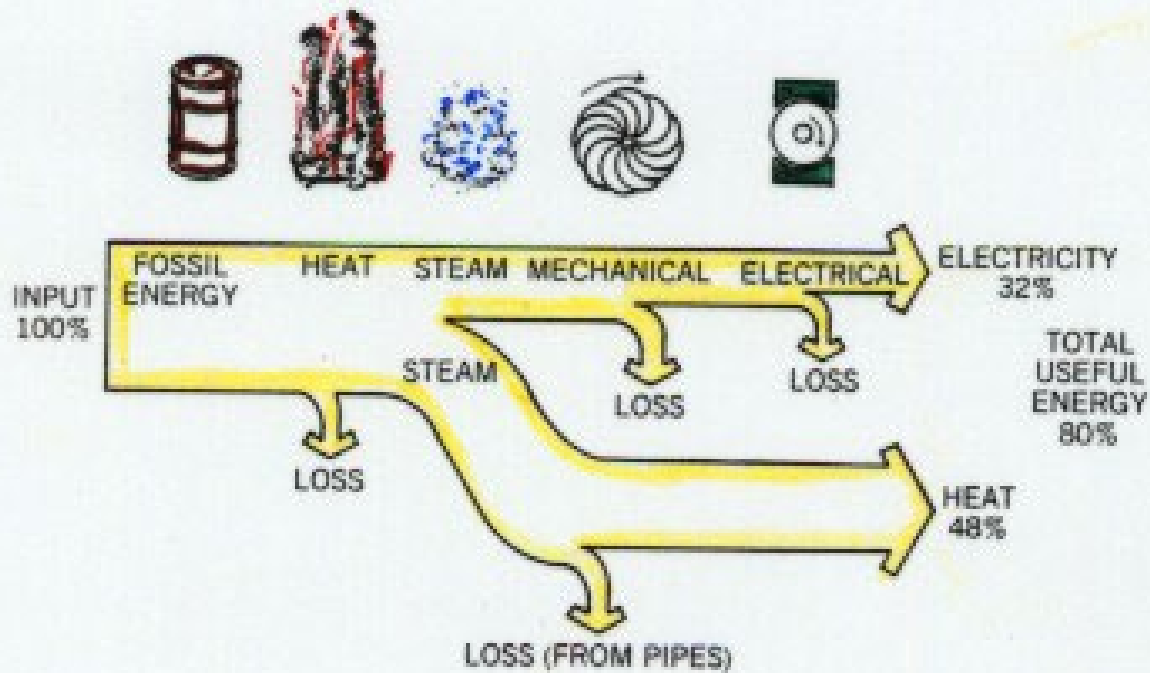 FOSSIL
ENERGY
HEAT
STEAM
MECHANICAL
ELECTRICAL
ELECTRICITY
32%
INPUT
100%
STEAM
LOSS
LOSS
LOSS
TOTAL
USEFUL
ENERGY
80%
HEAT
48%
LOSS (FROM PIPES)